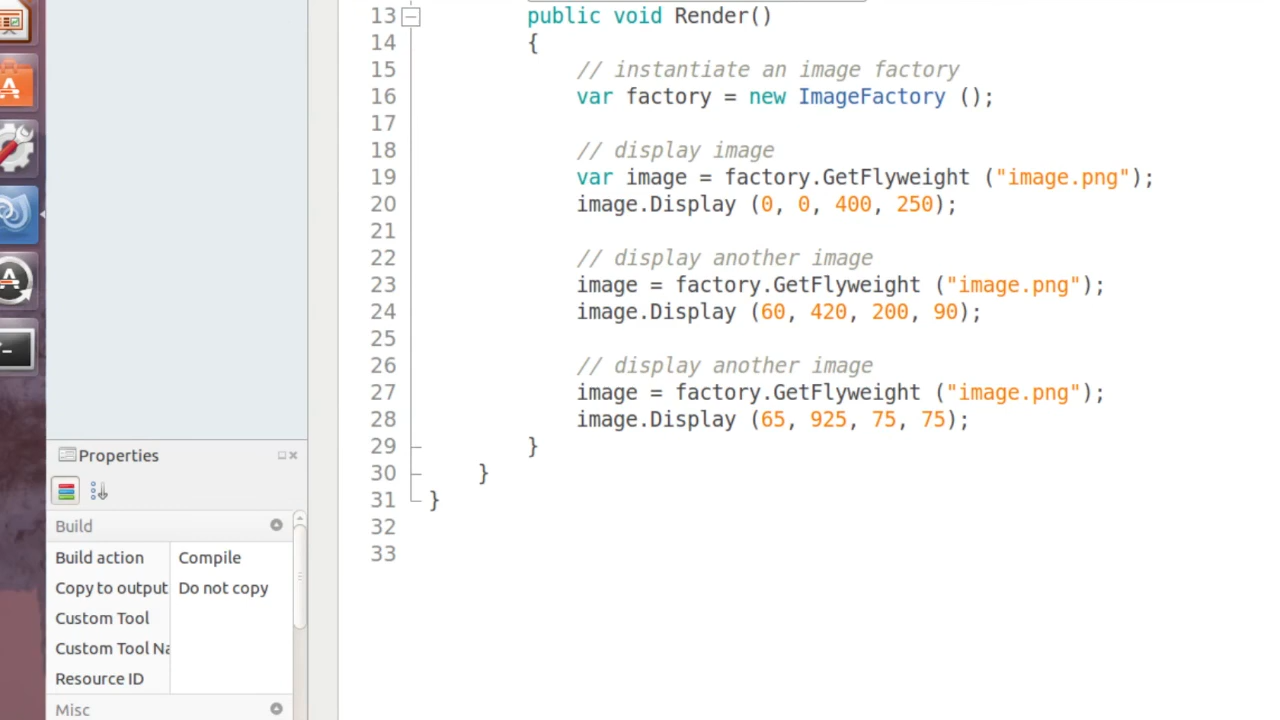 13 public void Render()
14 {
15 // instantiate an image factory
16 var factory = new ImageFactory ();
17
18 // display image
19 var image = factory.GetFlyweight ("image.png");
20 image.Display (0, 0, 400, 250);
21
22 // display another image
23 image = factory.GetFlyweight ("image.png");
24 image.Display (60, 420, 200, 90);
25
26 // display another image
27 image = factory.GetFlyweight ("image.png");
28 image.Display (65, 925, 75, 75);
29 }
30 }
31 }
32
33
Properties
Build
Build action Compile
Copy to output Do not copy
Custom Tool
Custom Tool Na
Resource ID
Misc